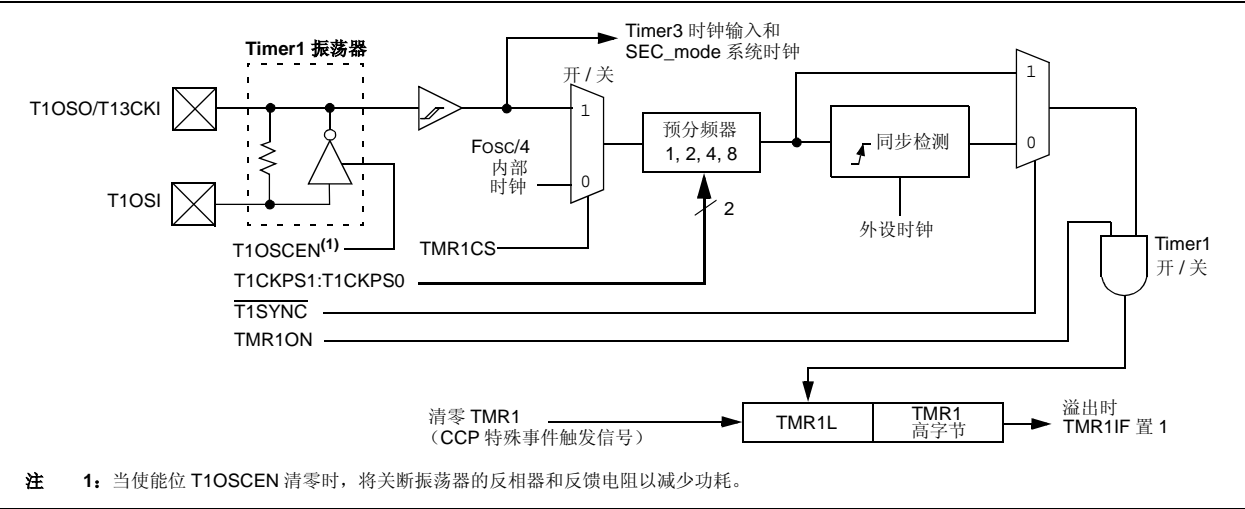 Timer1 振荡器
Timer3 时钟输入和
SEC_mode 系统时钟
T1OSO/T13CKI
T1OSI
开 / 关
1
0
FOSC/4
内部
时钟
预分频器
1, 2, 4, 8
2
同步检测
外设时钟
1
0
T1OSCEN(1)
TMR1CS
T1CKPS1:T1CKPS0
T1SYNC
TMR1ON
Timer1
开 / 关
清零 TMR1
（CCP 特殊事件触发信号）
TMR1L
TMR1
高字节
溢出时
TMR1IF 置 1
注 1： 当使能位 T1OSCEN 清零时，将关断振荡器的反相器和反馈电阻以减少功耗。